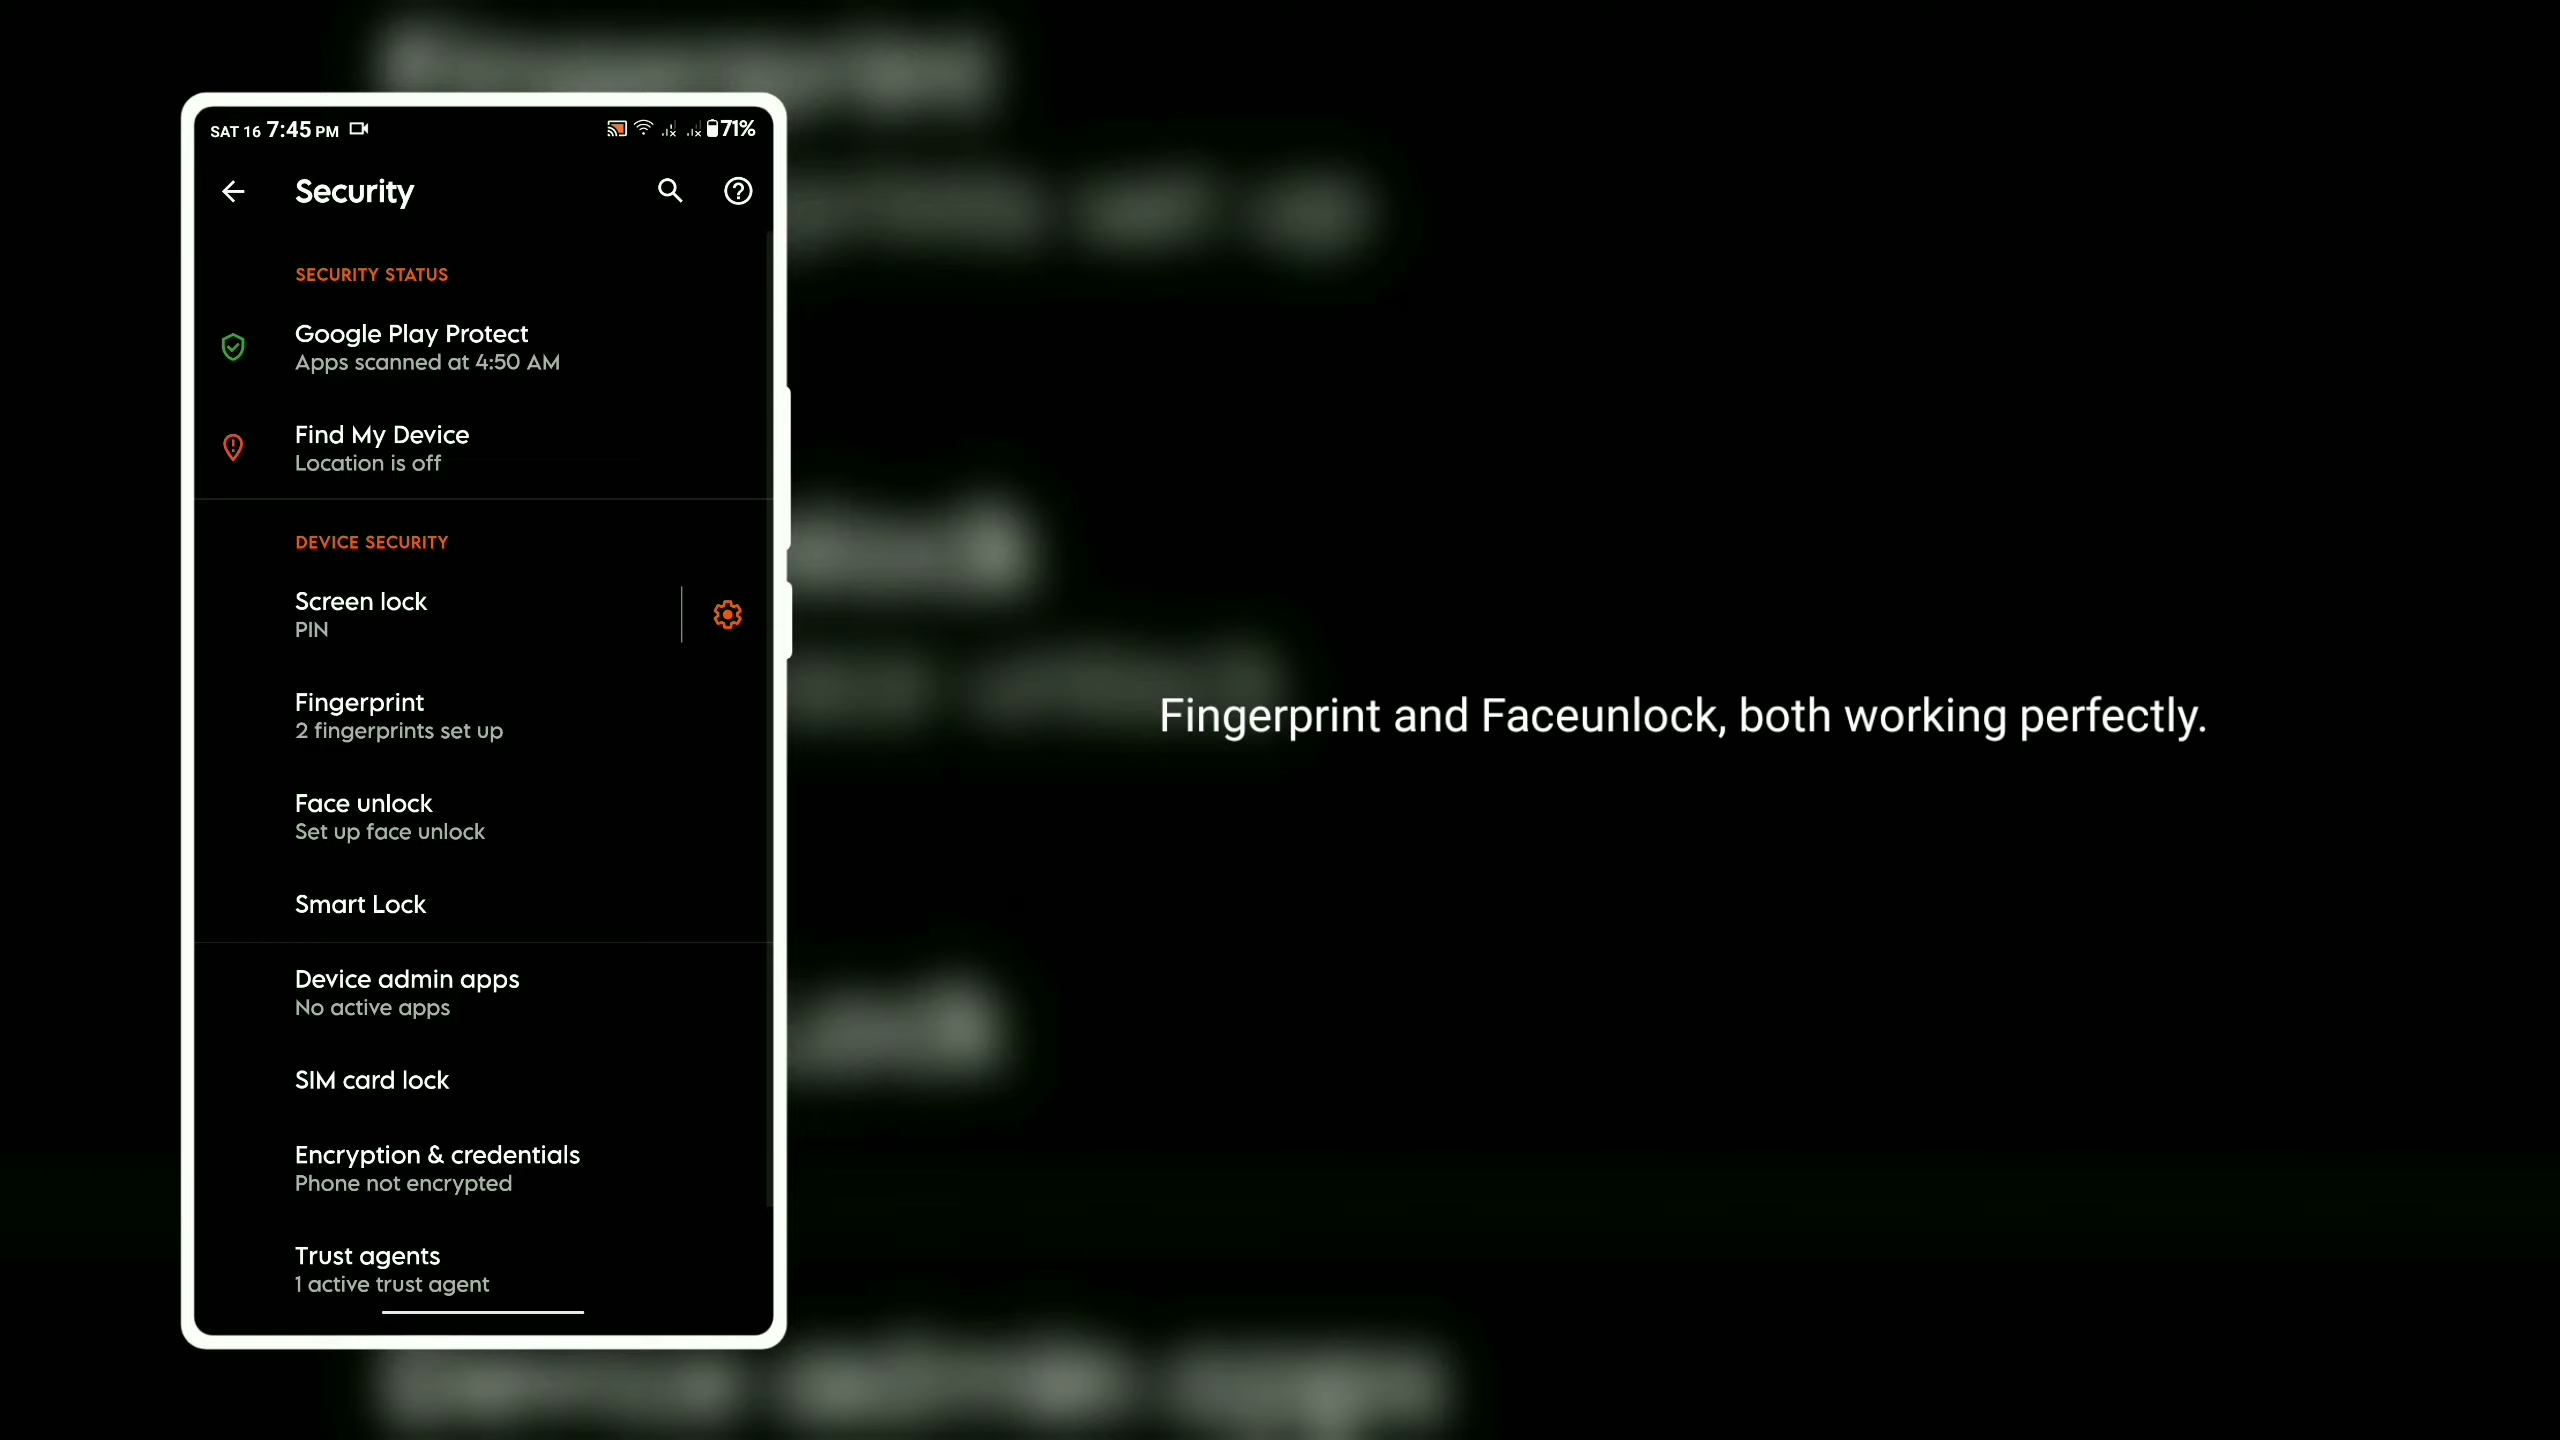 SAT 16 7:45 PM 71%
Security
SECURITY STATUS
Google Play Protect
Apps scanned at 4:50 AM
Find My Device
Location is off
DEVICE SECURITY
Screen lock
PIN
Fingerprint
2 fingerprints set up
Face unlock
Set up face unlock
Smart Lock
Device admin apps
No active apps
SIM card lock
Encryption & credentials
Phone not encrypted
Trust agents
1 active trust agent
Fingerprint and Faceunlock, both working perfectly.